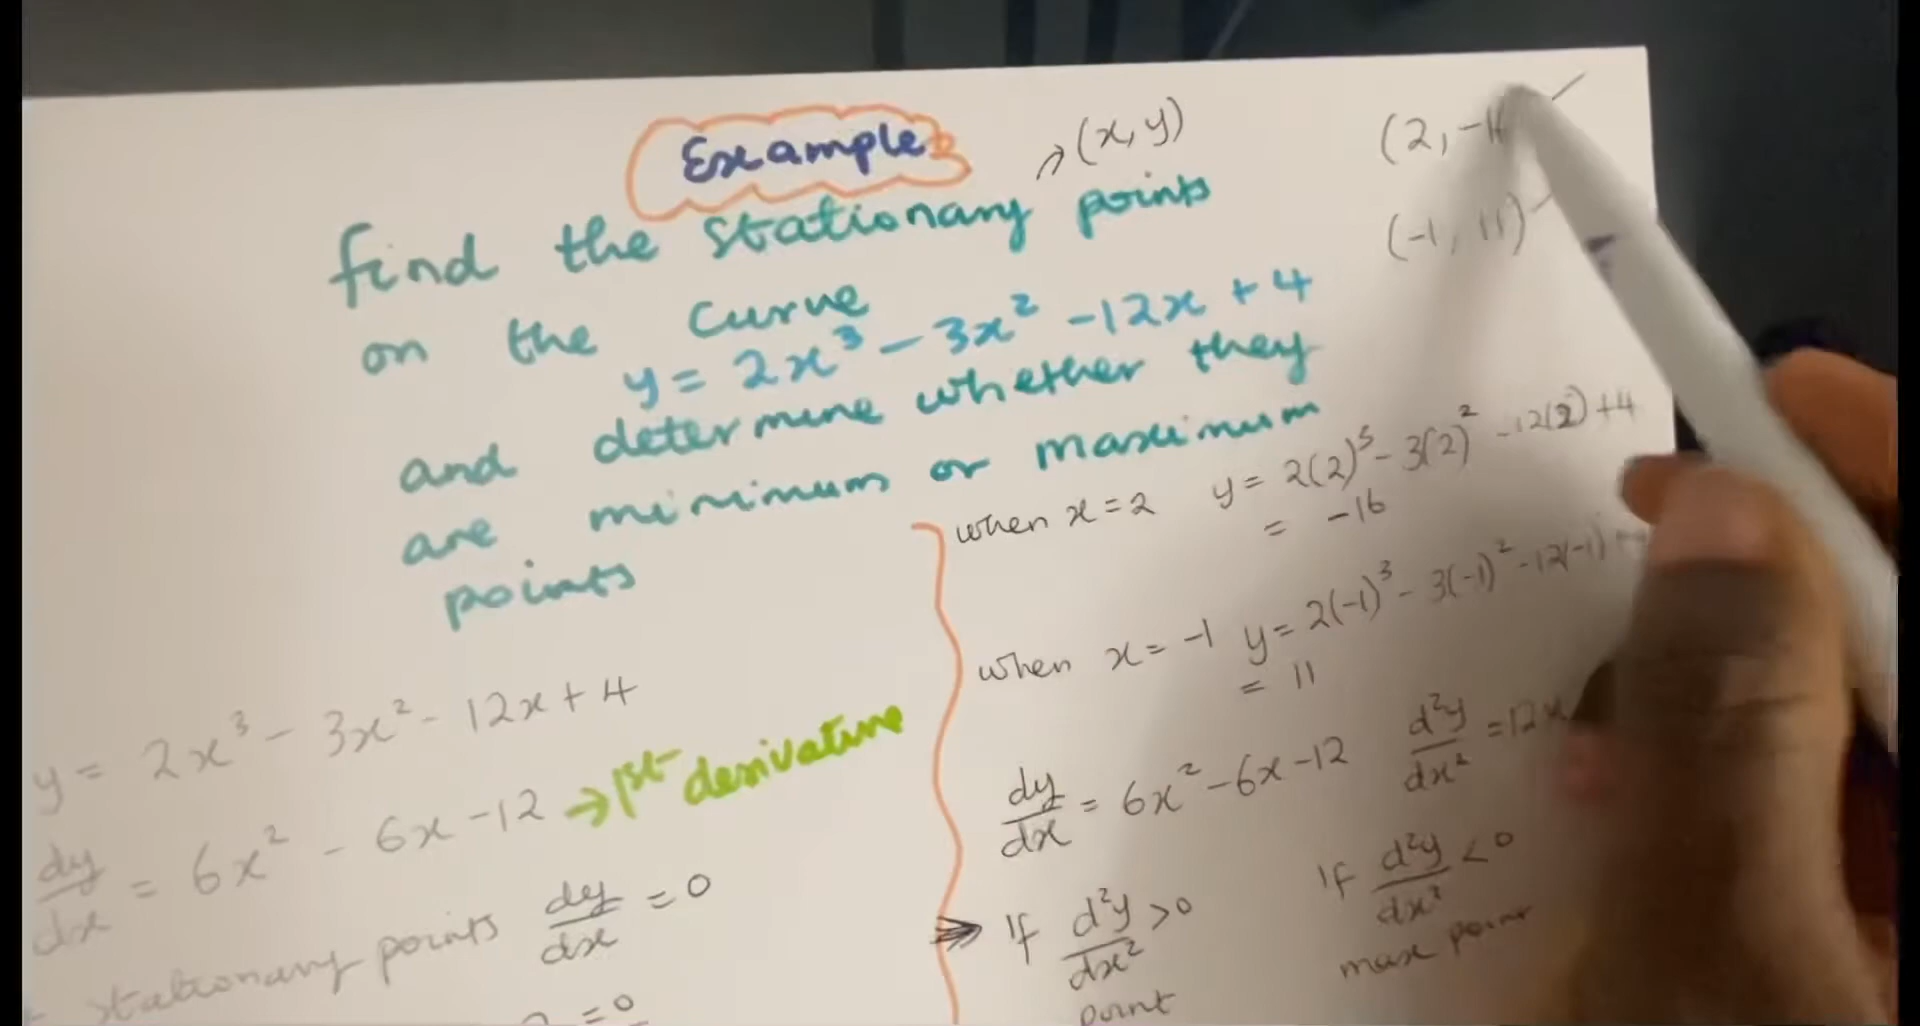 Example
→ (x, y)
find the stationary points
on the curve
y = 2x³ - 3x² - 12x + 4
and determine whether they
are minimum or maximum
points
(2, -16
(-1, 11)
y = 2x³ - 3x² - 12x + 4
dy/dx = 6x² - 6x - 12 → 1st derivative
stationary points dy/dx = 0
= 0
when x = 2 y = 2(2)³ - 3(2)² - 12(2) + 4
= -16
when x = -1 y = 2(-1)³ - 3(-1)² - 12(-1) +
= 11
dy/dx = 6x² - 6x - 12 d²y/dx² = 12x
If d²y/dx² > 0
point
If d²y/dx² < 0
max point